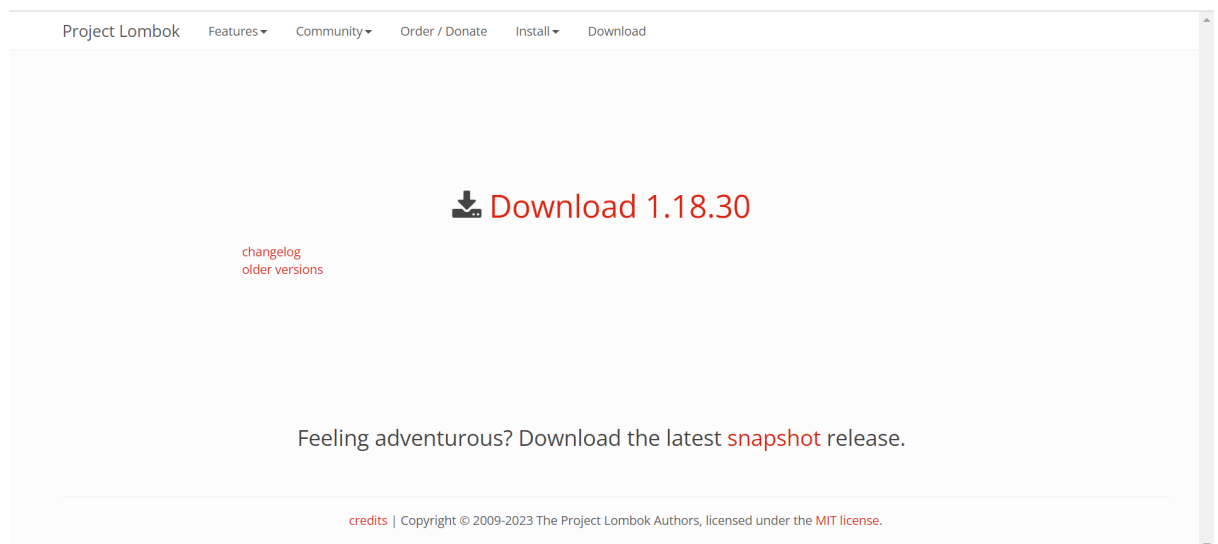 Project Lombok Features Community Order / Donate Install Download
Download 1.18.30
changelog
older versions
Feeling adventurous? Download the latest snapshot release.
credits | Copyright © 2009-2023 The Project Lombok Authors, licensed under the MIT license.